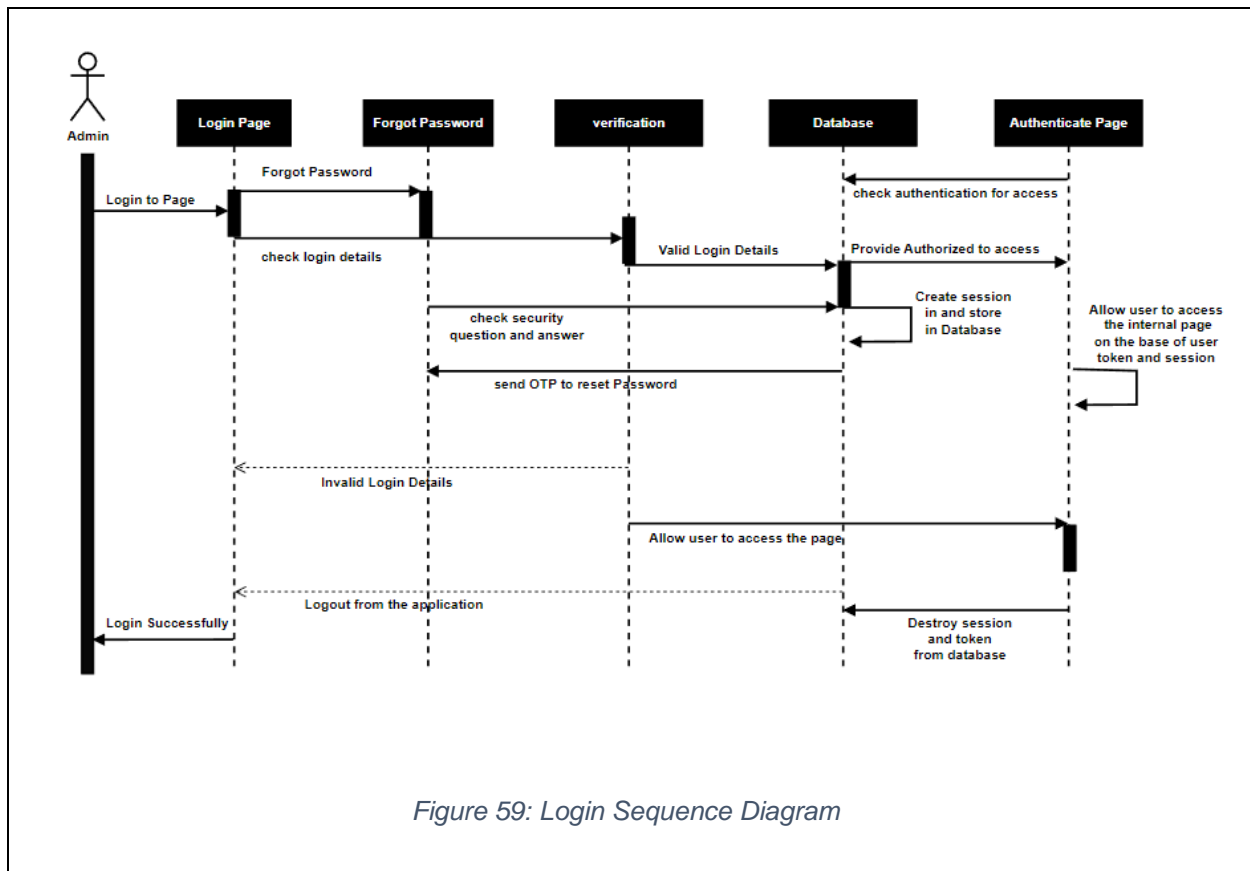 Admin
Login Page
Forgot Password
verification
Database
Authenticate Page
Forgot Password
check authentication for access
Login to Page
check login details
Valid Login Details
Provide Authorized to access
Create session
in and store
in Database
Allow user to access
the internal page
on the base of user
token and session
check security
question and answer
send OTP to reset Password
Invalid Login Details
Allow user to access the page
Logout from the application
Login Successfully
Destroy session
and token
from database
Figure 59: Login Sequence Diagram